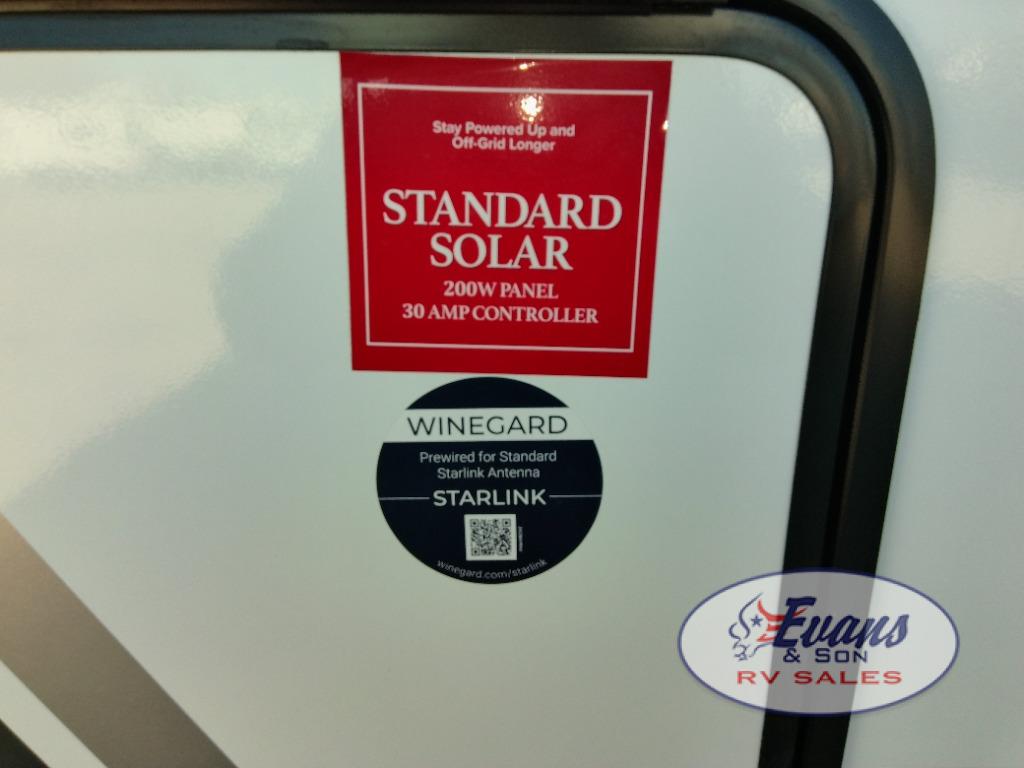 Stay Powered Up and
Off-Grid Longer
STANDARD
SOLAR
200W PANEL
30 AMP CONTROLLER
WINEGARD
Prewired for Standard
Starlink Antenna
STARLINK
winegard.com/starlink
Evans
& SON
RV SALES